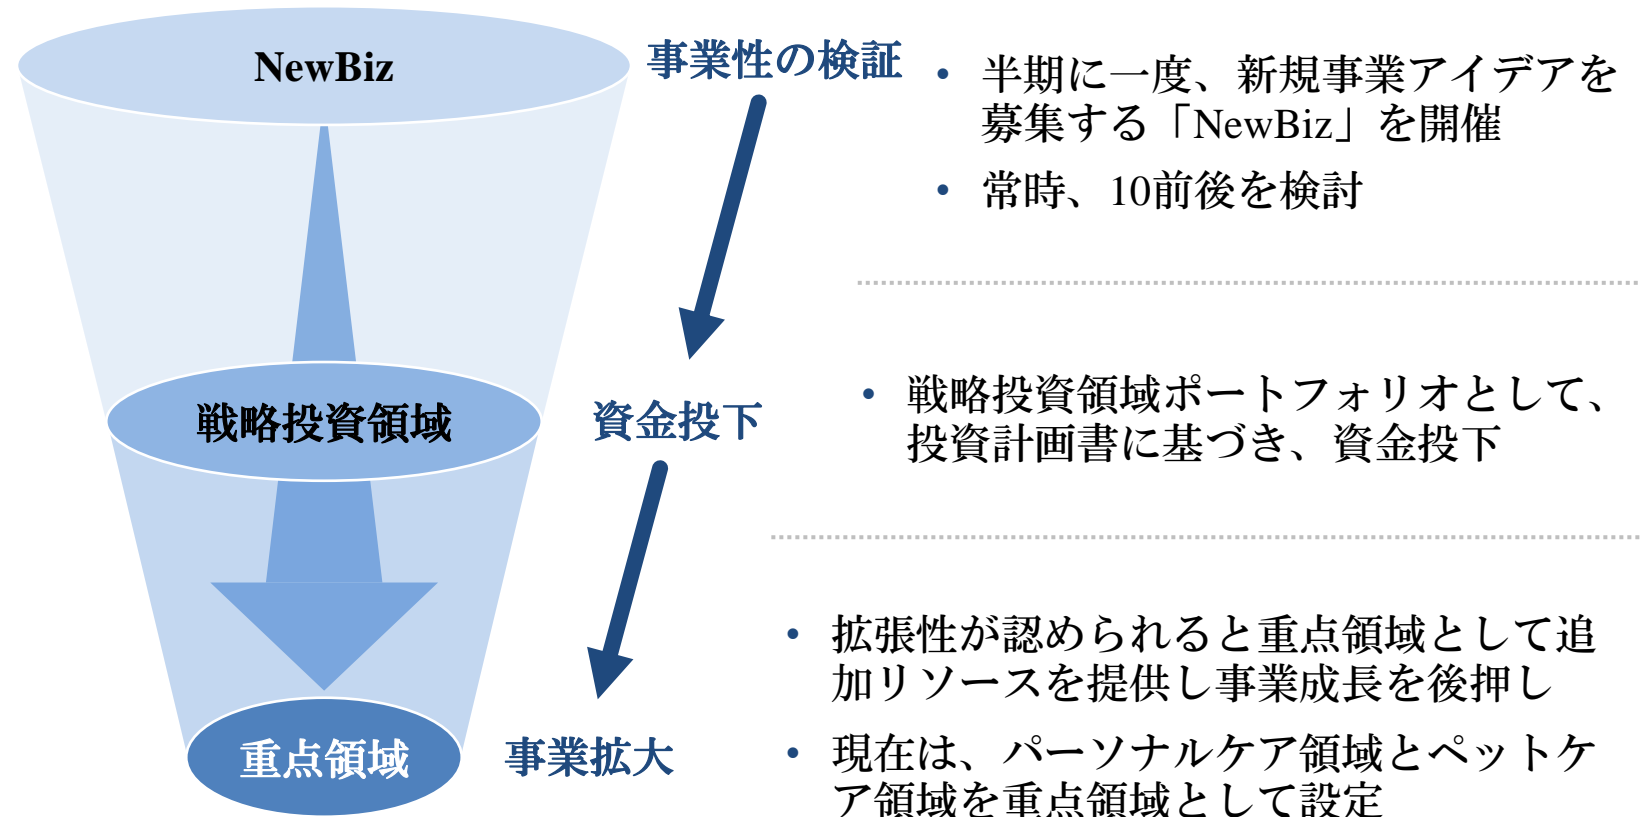 NewBiz
事業性の検証
• 半期に一度、新規事業アイデアを
募集する「NewBiz」を開催
• 常時、10前後を検討
戦略投資領域
資金投下
• 戦略投資領域ポートフォリオとして、
投資計画書に基づき、資金投下
重点領域
事業拡大
• 拡張性が認められると重点領域として追
加リソースを提供し事業成長を後押し
• 現在は、パーソナルケア領域とペットケ
ア領域を重点領域として設定